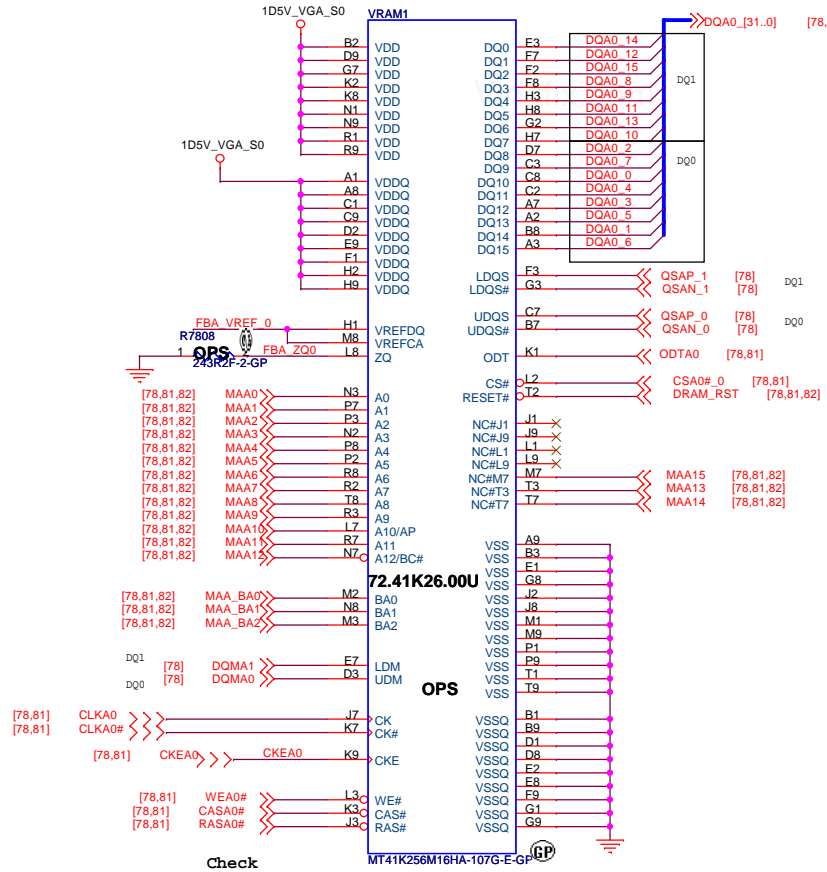 1D5V_VGA_S0 VRAM1
DQA0_[31..0] [78,
B2 VDD DQ0 E3 DQA0_14
D9 VDD DQ1 F7 DQA0_12
G7 VDD DQ2 F2 DQA0_15
K2 VDD DQ3 F8 DQA0_8 DQ1
K8 VDD DQ4 H3 DQA0_9
N1 VDD DQ5 H8 DQA0_11
N9 VDD DQ6 G2 DQA0_13
R1 VDD DQ7 H7 DQA0_10
R9 VDD DQ8 D7 DQA0_2
1D5V_VGA_S0 DQ9 C3 DQA0_7 DQ0
A1 VDDQ DQ10 C8 DQA0_0
A8 VDDQ DQ11 C2 DQA0_4
C1 VDDQ DQ12 A7 DQA0_3
C9 VDDQ DQ13 A2 DQA0_5
D2 VDDQ DQ14 B8 DQA0_1
E9 VDDQ DQ15 A3 DQA0_6
F1 VDDQ
H2 VDDQ LDQS F3 QSAP_1 [78]
H9 VDDQ LDQS# G3 QSAN_1 [78] DQ1
UDQS C7 QSAP_0 [78]
FBA_VREF_0 H1 VREFDQ UDQS# B7 QSAN_0 [78] DQ0
R7808 M8 VREFCA
1 OPS 2 FBA_ZQ0 L8 ZQ ODT K1 ODTA0 [78,81]
243R2F-2-GP
CS# L2 CSA0#_0 [78,81]
[78,81,82] MAA0 N3 A0 RESET# T2 DRAM_RST [78,81,82]
[78,81,82] MAA1 P7 A1
[78,81,82] MAA2 P3 A2 NC#J1 J1
[78,81,82] MAA3 N2 A3 NC#J9 J9
[78,81,82] MAA4 P8 A4 NC#L1 L1
[78,81,82] MAA5 P2 A5 NC#L9 L9
[78,81,82] MAA6 R8 A6 NC#M7 M7 MAA15 [78,81,82]
[78,81,82] MAA7 R2 A7 NC#T3 T3 MAA13 [78,81,82]
[78,81,82] MAA8 T8 A8 NC#T7 T7 MAA14 [78,81,82]
[78,81,82] MAA9 R3 A9
[78,81,82] MAA10 L7 A10/AP
[78,81,82] MAA11 R7 A11 VSS A9
[78,81,82] MAA12 N7 A12/BC# VSS B3
VSS E1
72.41K26.00U VSS G8
[78,81,82] MAA_BA0 M2 BA0 VSS J2
[78,81,82] MAA_BA1 N8 BA1 VSS J8
[78,81,82] MAA_BA2 M3 BA2 VSS M1
VSS M9
VSS P1
DQ1 [78] DQMA1 E7 LDM VSS P9
DQ0 [78] DQMA0 D3 UDM VSS T1
OPS VSS T9
[78,81] CLKA0 J7 CK VSSQ B1
[78,81] CLKA0# K7 CK# VSSQ B9
VSSQ D1
[78,81] CKEA0 CKEA0 K9 CKE VSSQ D8
VSSQ E2
VSSQ E8
[78,81] WEA0# L3 WE# VSSQ F9
[78,81] CASA0# K3 CAS# VSSQ G1
[78,81] RASA0# J3 RAS# VSSQ G9
Check MT41K256M16HA-107G-E-GP GP